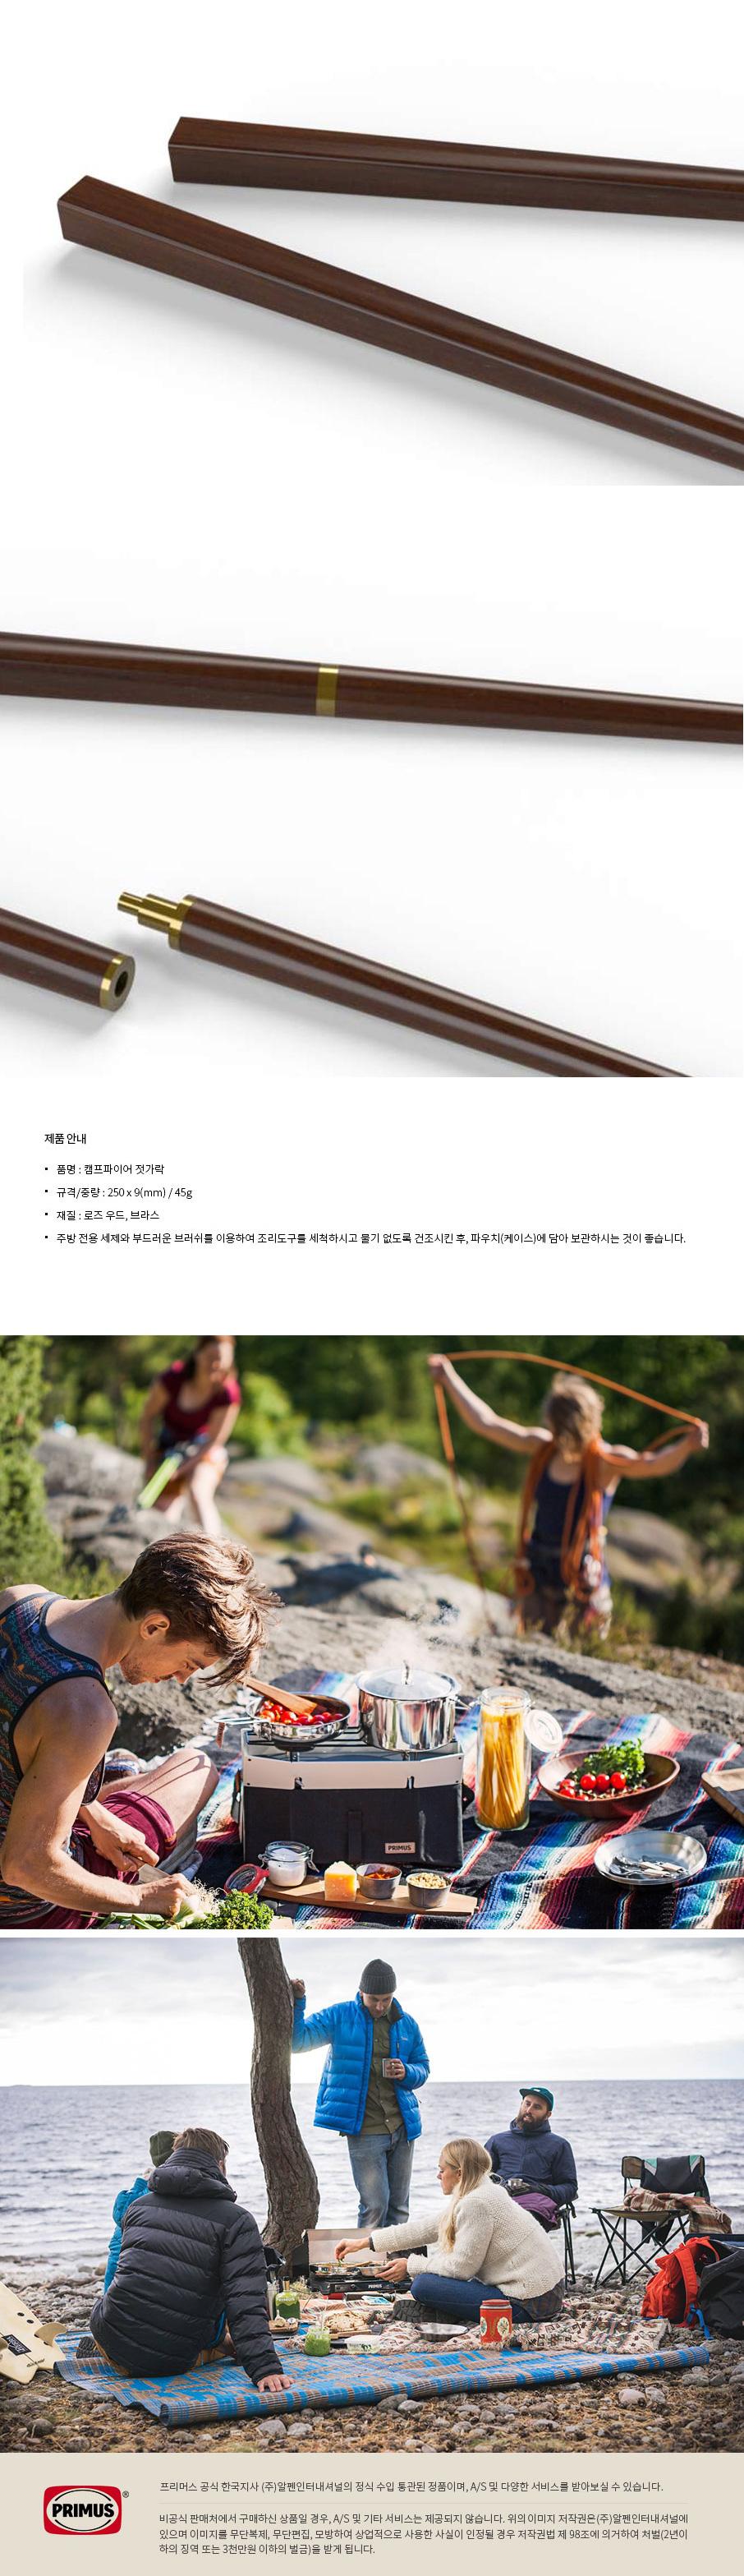 제품 안내
• 품명 : 캠프파이어 젓가락
• 규격/중량 : 250 x 9(mm) / 45g
• 재질 : 로즈 우드, 브라스
• 주방 전용 세제와 부드러운 브러쉬를 이용하여 조리도구를 세척하시고 물기 없도록 건조시킨 후, 파우치(케이스)에 담아 보관하시는 것이 좋습니다.
PRIMUS
PRIMUS
PRIMUS®
프리머스 공식 한국지사 (주)알펜인터내셔널의 정식 수입 통관된 정품이며, A/S 및 다양한 서비스를 받아보실 수 있습니다.
비공식 판매처에서 구매하신 상품일 경우, A/S 및 기타 서비스는 제공되지 않습니다. 위의 이미지 저작권은(주)알펜인터내셔널에
있으며 이미지를 무단복제, 무단편집, 모방하여 상업적으로 사용한 사실이 인정될 경우 저작권법 제 98조에 의거하여 처벌(2년이
하의 징역 또는 3천만원 이하의 벌금)을 받게 됩니다.